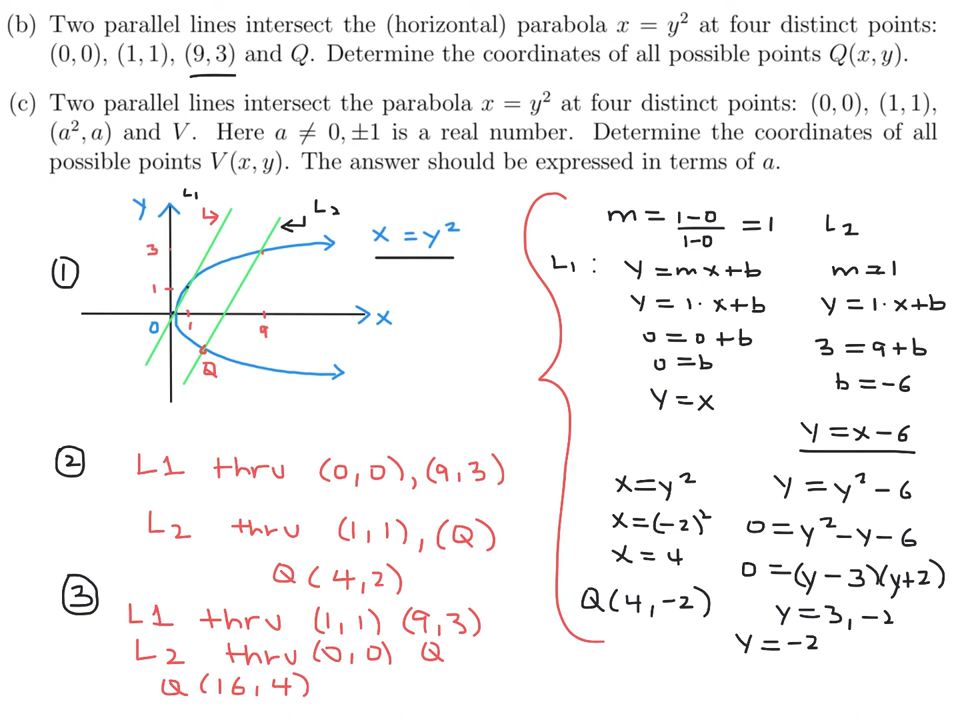 (b) Two parallel lines intersect the (horizontal) parabola x = y² at four distinct points:
(0, 0), (1, 1), (9, 3) and Q. Determine the coordinates of all possible points Q(x, y).
(c) Two parallel lines intersect the parabola x = y² at four distinct points: (0, 0), (1, 1),
(a², a) and V. Here a ≠ 0, ±1 is a real number. Determine the coordinates of all
possible points V(x, y). The answer should be expressed in terms of a.
①
Y
L1
L2
x = y²
3
1
0
1
9
x
Q
② L1 thru (0,0), (9,3)
L2 thru (1,1), (Q)
Q (4,2)
③
L1 thru (1,1) (9,3)
L2 thru (0,0) Q
Q (16,4)
m = 1-0/1-0 = 1
L1: y = mx+b
y = 1·x+b
0 = 0+b
0 = b
y = x
L2
m = 1
y = 1·x+b
3 = 9+b
b = -6
y = x-6
y = y²-6
0 = y²-y-6
0 = (y-3)(y+2)
y = 3, -2
y = -2
x = y²
x = (-2)²
x = 4
Q(4,-2)